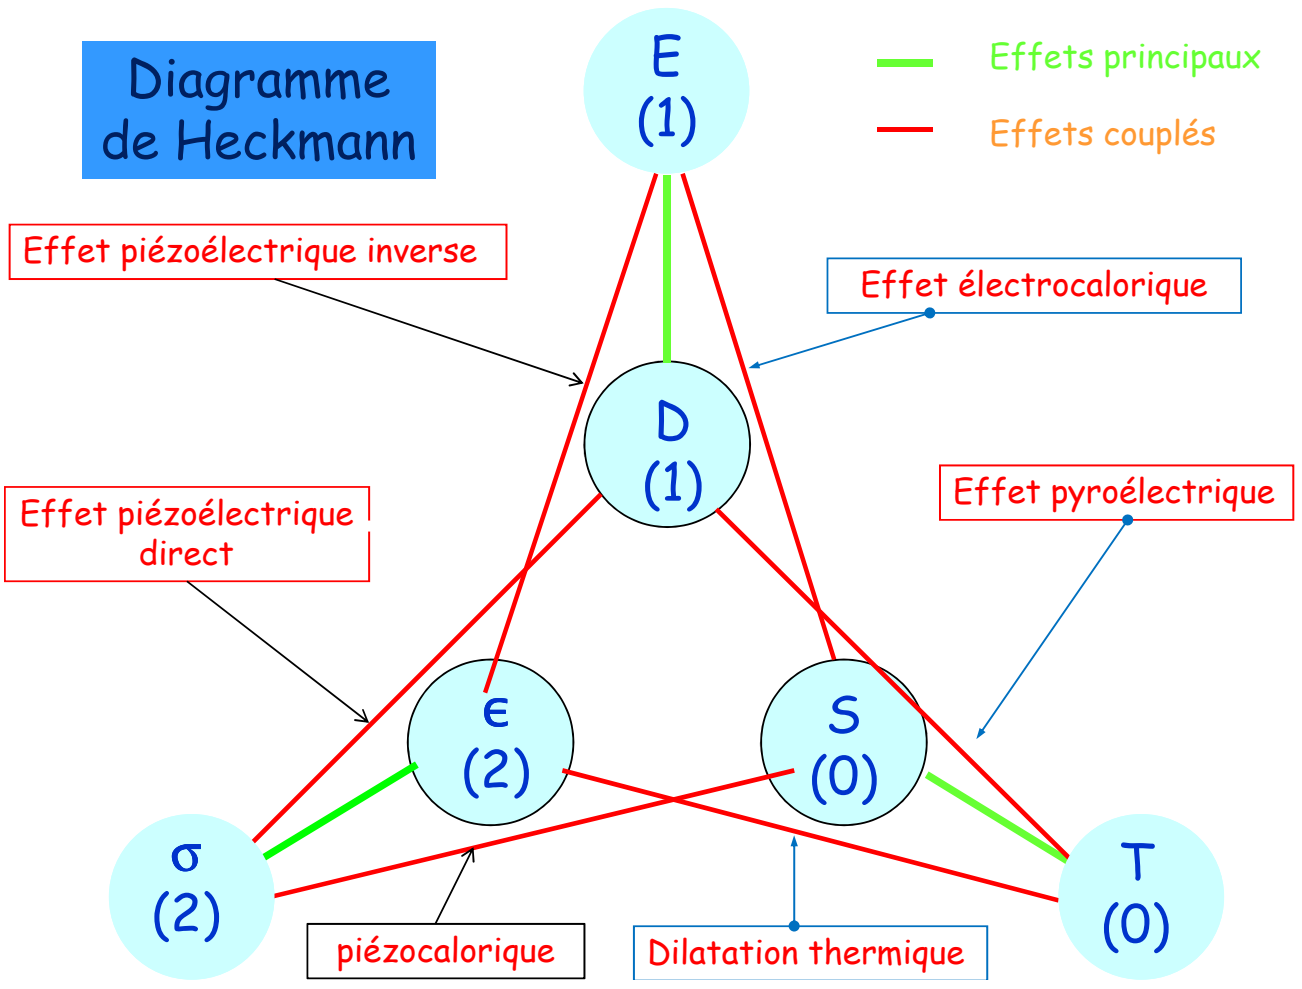 Diagramme
de Heckmann
E
(1)
Effets principaux
Effets couplés
Effet piézoélectrique inverse
Effet électrocalorique
D
(1)
Effet piézoélectrique
direct
Effet pyroélectrique
ϵ
(2)
S
(0)
σ
(2)
T
(0)
piézocalorique
Dilatation thermique